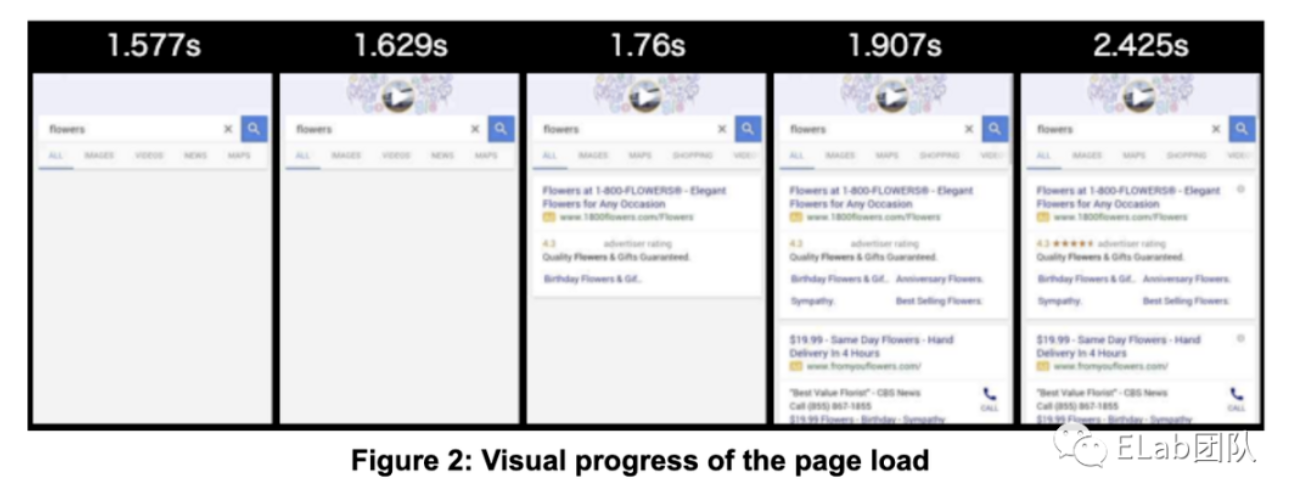 1.577s
flowers
ALL IMAGES VIDEOS NEWS MAPS
1.629s
Google
flowers
ALL IMAGES VIDEOS NEWS MAPS
1.76s
Google
flowers
ALL IMAGES MAPS SHOPPING VIDE
Flowers at 1-800-FLOWERS® - Elegant
Flowers for Any Occasion
www.1800flowers.com/Flowers
4.3 advertiser rating
Quality Flowers & Gifts Guaranteed.
Birthday Flowers & Gif..
1.907s
Google
flowers
ALL IMAGES MAPS SHOPPING VIDE
Flowers at 1-800-FLOWERS® - Elegant
Flowers for Any Occasion
www.1800flowers.com/Flowers
4.3 advertiser rating
Quality Flowers & Gifts Guaranteed.
Birthday Flowers & Gif.. Anniversary Flowers.
Sympathy. Best Selling Flowers.
$19.99 - Same Day Flowers - Hand
Delivery In 4 Hours
www.fromyouflowers.com/
"Best Value Florist" - CBS News
Call (855) 867-1855
CALL
$19.99 Flowers - Birthday - Sympathy
2.425s
Google
flowers
ALL IMAGES MAPS SHOPPING VIDE
Flowers at 1-800-FLOWERS® - Elegant
Flowers for Any Occasion
www.1800flowers.com/Flowers
4.3 ★★★★★ advertiser rating
Quality Flowers & Gifts Guaranteed.
Birthday Flowers & Gif.. Anniversary Flowers.
Sympathy. Best Selling Flowers.
$19.99 - Same Day Flowers - Hand
Delivery In 4 Hours
www.fromyouflowers.com/
"Best Value Florist" - CBS News
Call (855) 867-1855
CALL
$19.99 Flowers - Birthday - Sympathy
Figure 2: Visual progress of the page load
ELab团队